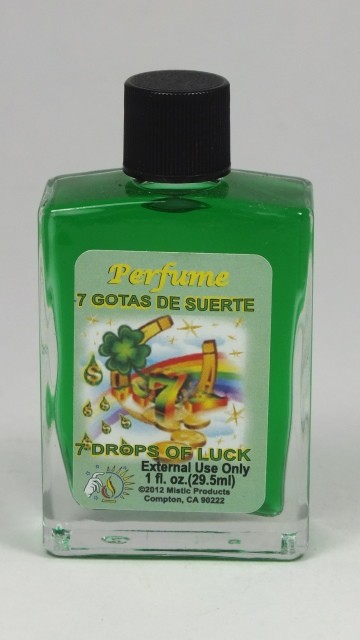 Perfume
7 GOTAS DE SUERTE
7
7 DROPS OF LUCK
External Use Only
1 fl. oz.(29.5ml)
©2012 Mistic Products
Compton, CA 90222